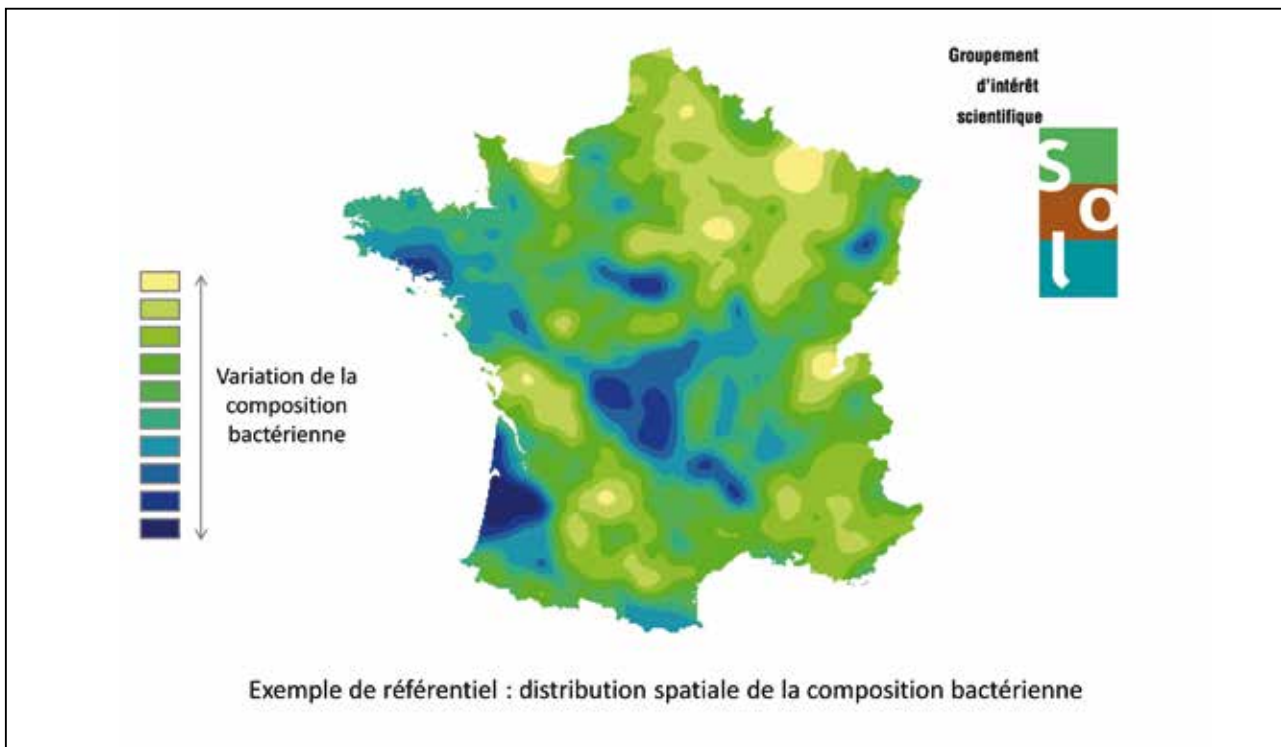 Groupement
d'intérêt
scientifique
S
o
l
Variation de la
composition
bactérienne
Exemple de référentiel : distribution spatiale de la composition bactérienne